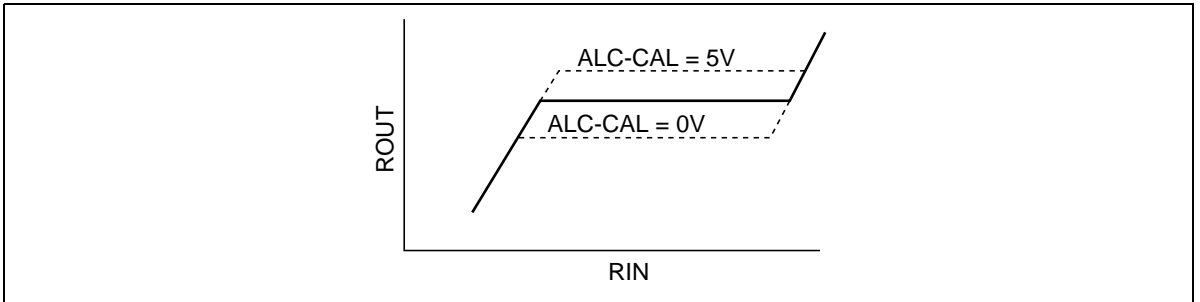 ALC-CAL = 5V
ALC-CAL = 0V
ROUT
RIN